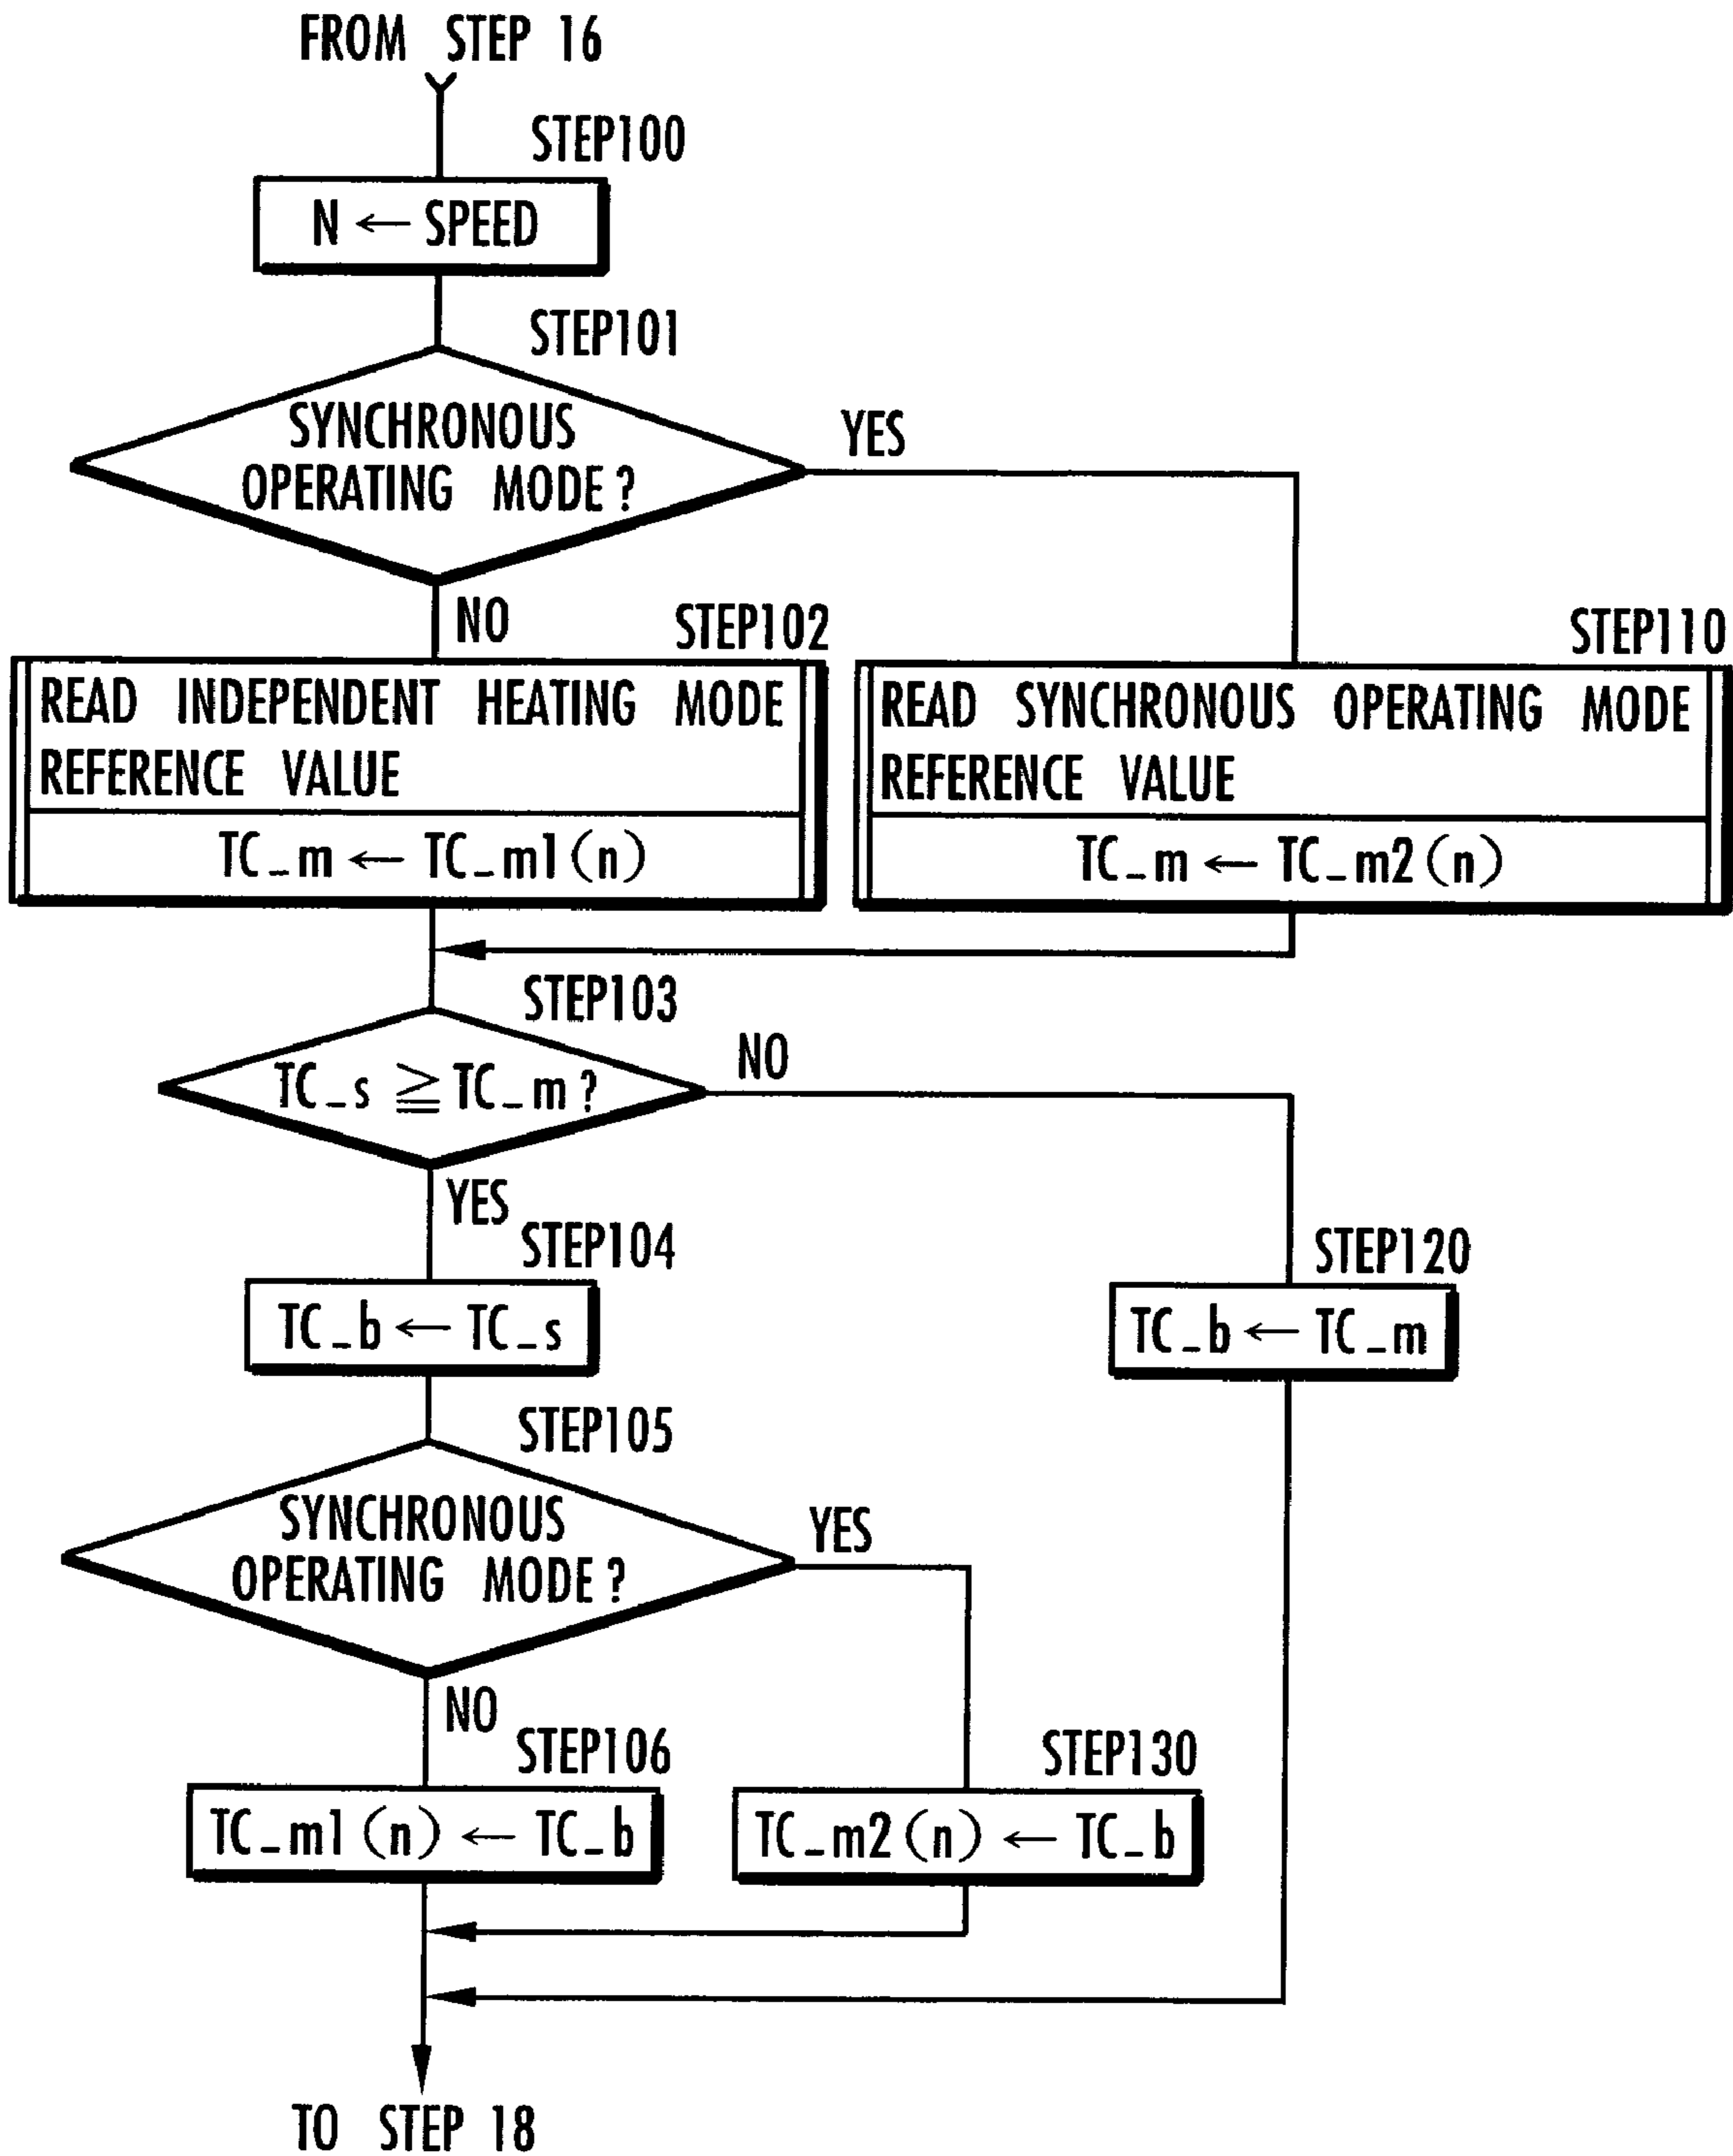 FROM STEP 16
STEP100
N ← SPEED
STEP101
SYNCHRONOUS
OPERATING MODE?
YES
NO
STEP102
READ INDEPENDENT HEATING MODE
REFERENCE VALUE
TC_m ← TC_m1(n)
STEP110
READ SYNCHRONOUS OPERATING MODE
REFERENCE VALUE
TC_m ← TC_m2(n)
STEP103
TC_s ≧ TC_m?
NO
YES
STEP104
TC_b ← TC_s
STEP120
TC_b ← TC_m
STEP105
SYNCHRONOUS
OPERATING MODE?
YES
NO
STEP106
TC_m1(n) ← TC_b
STEP130
TC_m2(n) ← TC_b
TO STEP 18